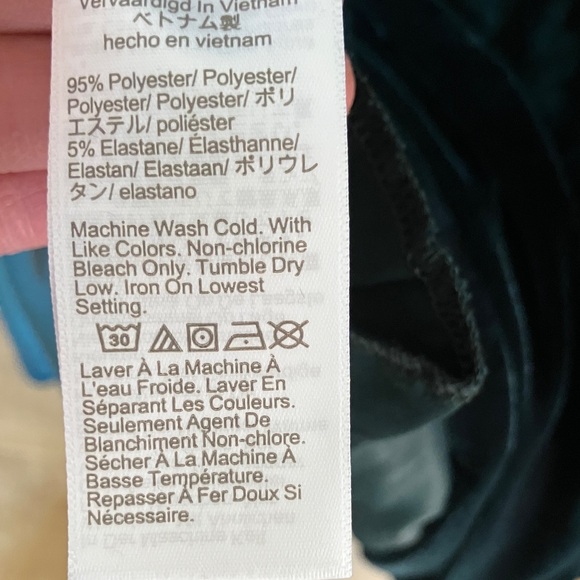 Vervaardigd In Vietnam
ベトナム製
hecho en vietnam
95% Polyester/ Polyester/
Polyester/ Polyester/ ポリ
エステル/ poliéster
5% Elastane/ Élasthanne/
Elastan/ Elastaan/ ポリウレ
タン/ elastano
Machine Wash Cold. With
Like Colors. Non-chlorine
Bleach Only. Tumble Dry
Low. Iron On Lowest
Setting.
30
Laver À La Machine À
L'eau Froide. Laver En
Séparant Les Couleurs.
Seulement Agent De
Blanchiment Non-chlore.
Sécher À La Machine À
Basse Température.
Repasser À Fer Doux Si
Nécessaire.